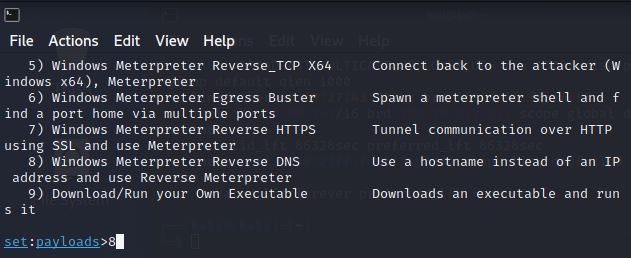 File Actions Edit View Help
5) Windows Meterpreter Reverse_TCP X64 Connect back to the attacker (W
indows x64), Meterpreter
6) Windows Meterpreter Egress Buster Spawn a meterpreter shell and f
ind a port home via multiple ports
7) Windows Meterpreter Reverse HTTPS Tunnel communication over HTTP
using SSL and use Meterpreter
8) Windows Meterpreter Reverse DNS Use a hostname instead of an IP
address and use Reverse Meterpreter
9) Download/Run your Own Executable Downloads an executable and run
s it
set:payloads>8